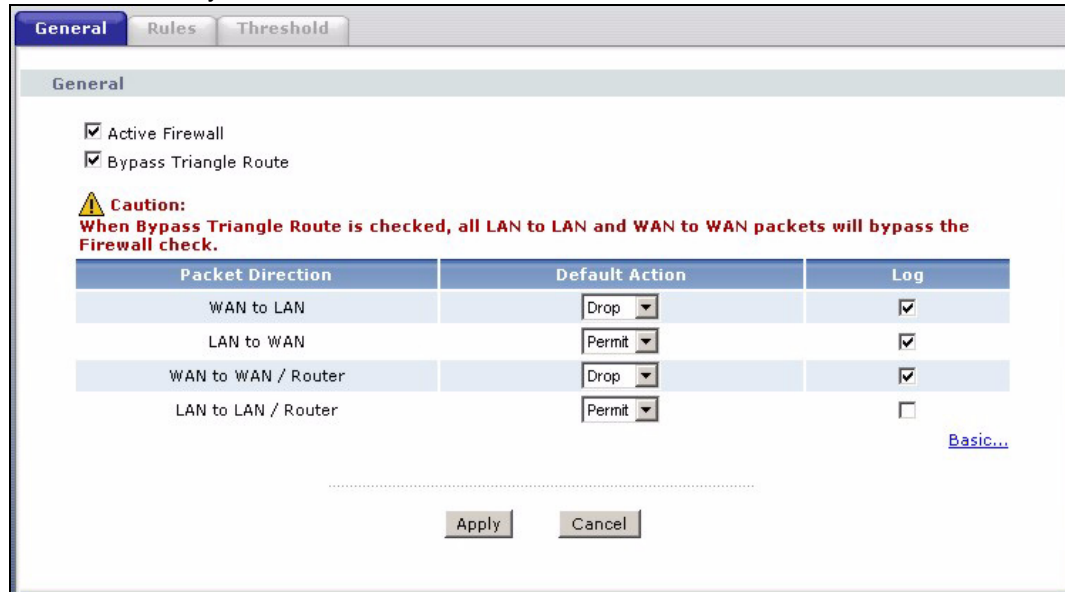 General Rules Threshold
General
Active Firewall
Bypass Triangle Route
Caution:
When Bypass Triangle Route is checked, all LAN to LAN and WAN to WAN packets will bypass the
Firewall check.
Packet Direction Default Action Log
WAN to LAN Drop
LAN to WAN Permit
WAN to WAN / Router Drop
LAN to LAN / Router Permit
Basic...
Apply Cancel